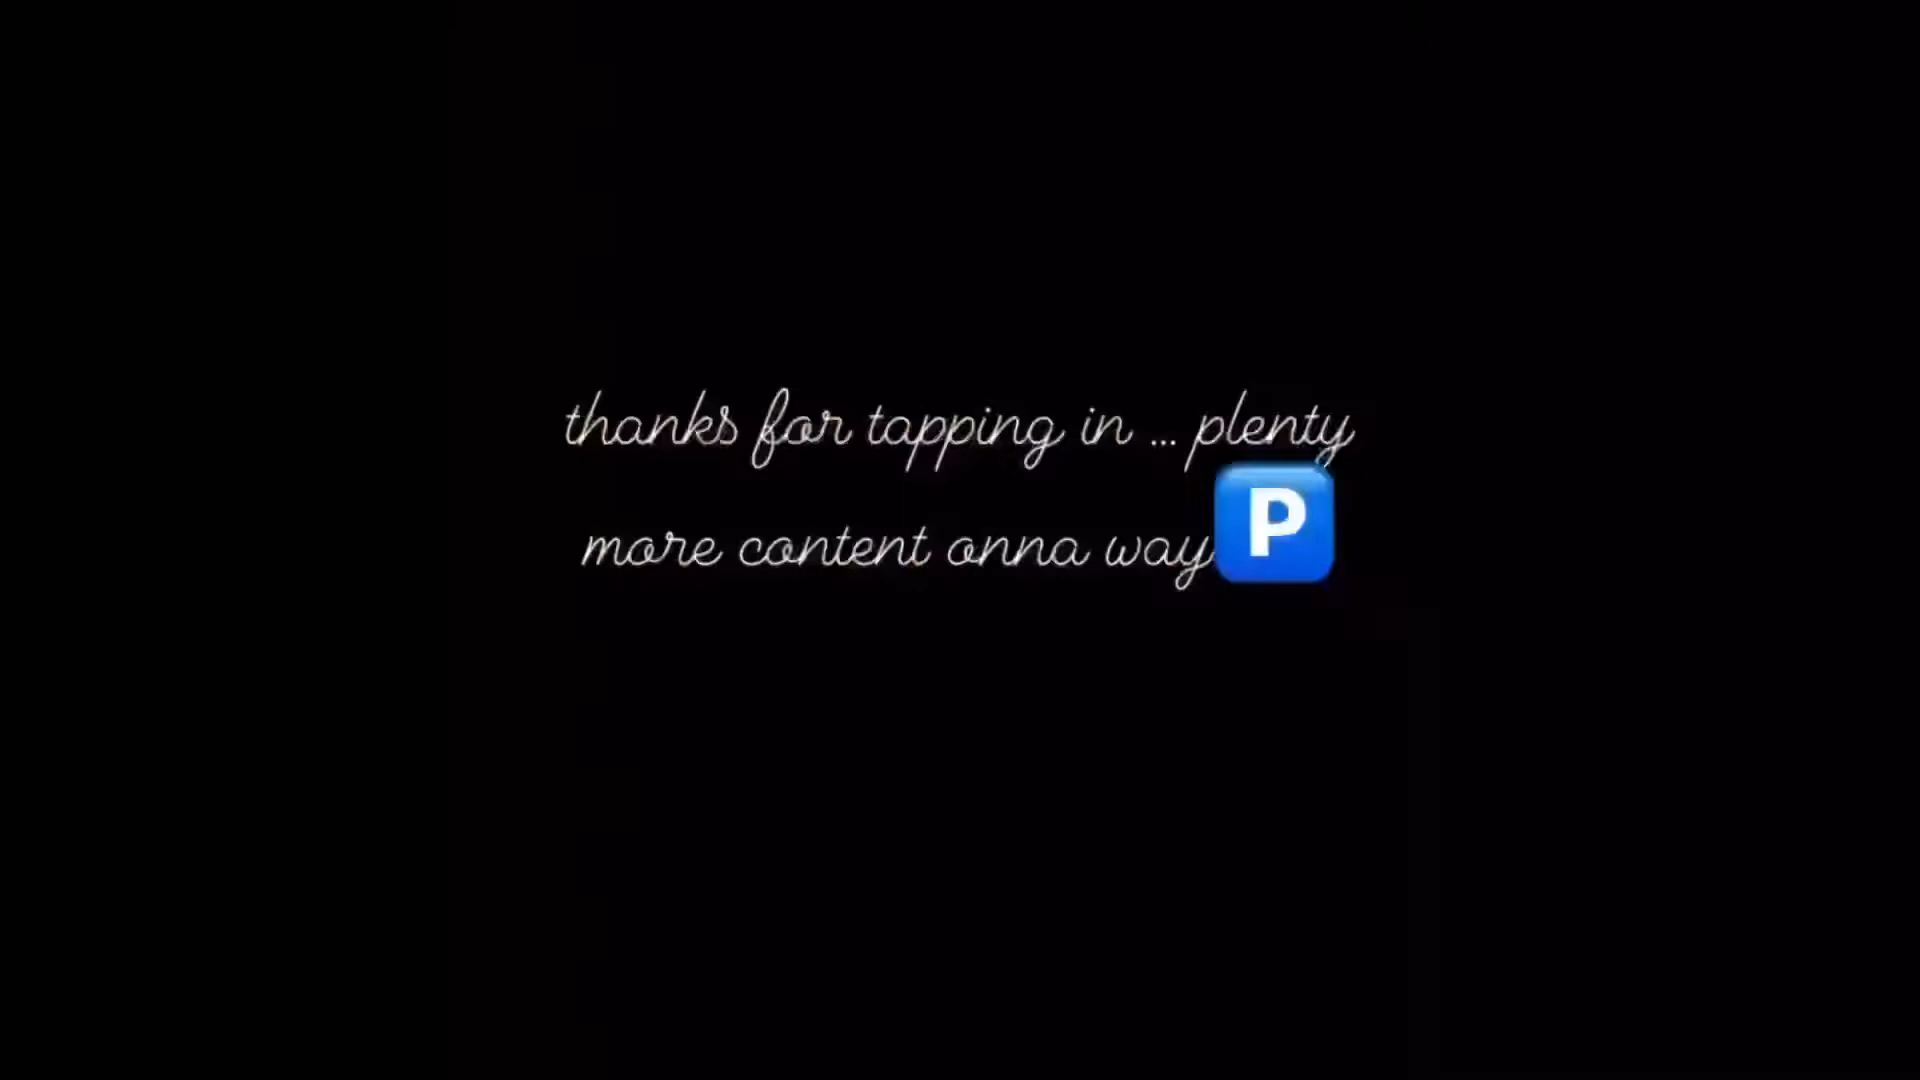 thanks for tapping in ... plenty
more content onna way🅿️